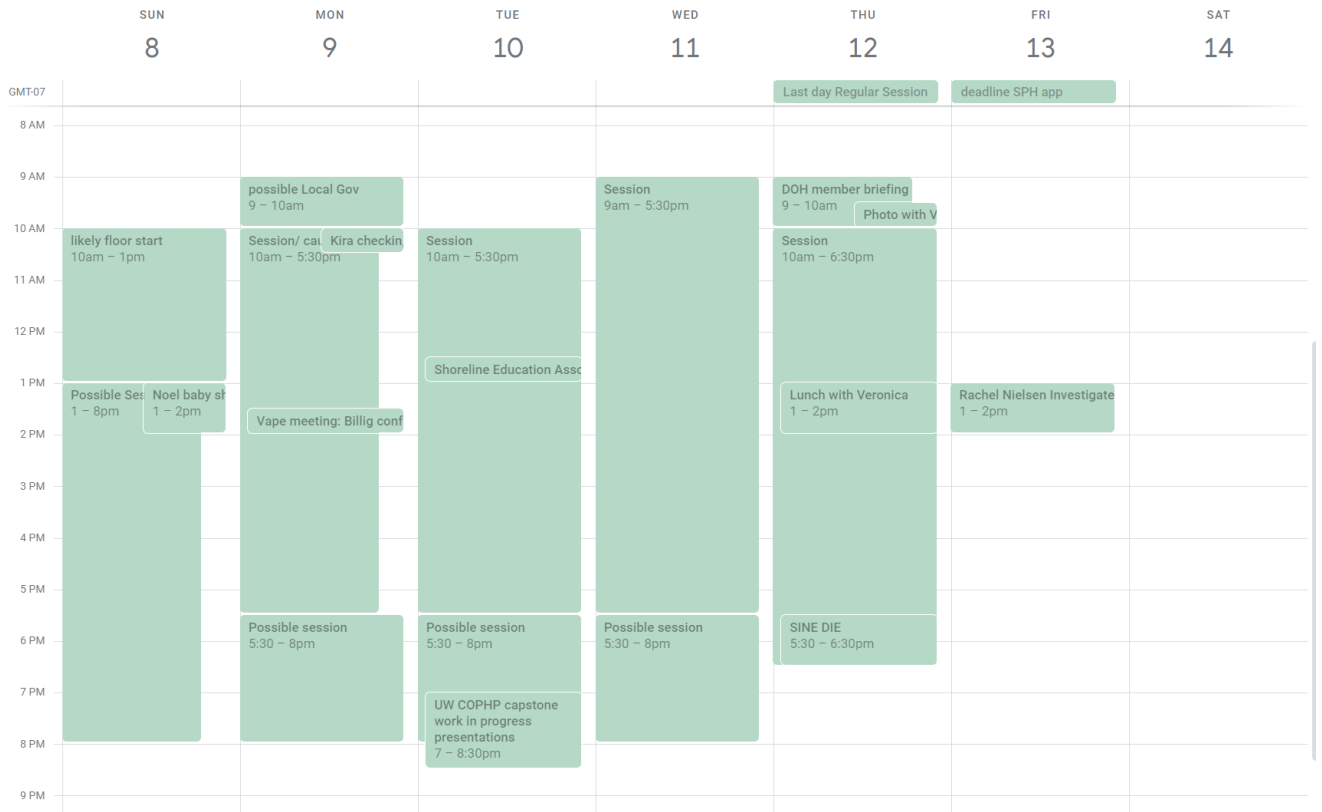 SUN
MON
TUE
WED
THU
FRI
SAT
8
9
10
11
12
13
14
GMT-07
Last day Regular Session
deadline SPH app
8 AM
9 AM
10 AM
11 AM
12 PM
1 PM
2 PM
3 PM
4 PM
5 PM
6 PM
7 PM
8 PM
9 PM
likely floor start
10am – 1pm
Possible Ses
1 – 8pm
Noel baby sh
1 – 2pm
possible Local Gov
9 – 10am
Session/ cau
10am – 5:30pm
Kira checkin
Vape meeting: Billig conf
Possible session
5:30 – 8pm
Session
10am – 5:30pm
Shoreline Education Asso
Possible session
5:30 – 8pm
UW COPHP capstone
work in progress
presentations
7 – 8:30pm
Session
9am – 5:30pm
Possible session
5:30 – 8pm
DOH member briefing
9 – 10am
Photo with V
Session
10am – 6:30pm
Lunch with Veronica
1 – 2pm
SINE DIE
5:30 – 6:30pm
Rachel Nielsen Investigate
1 – 2pm